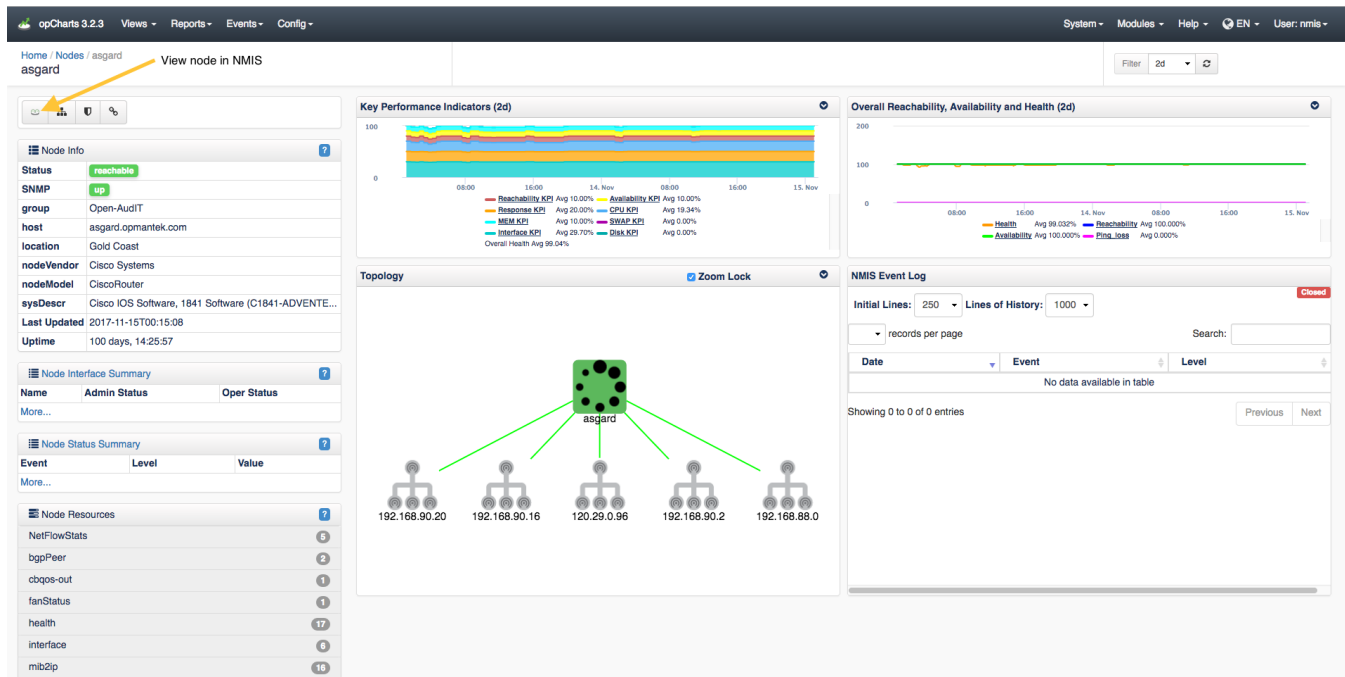 opCharts 3.2.3 Views Reports Events Config System Modules Help EN User: nmis
Home / Nodes / asgard
asgard
View node in NMIS
Filter 2d
Node Info ?
Status reachable
SNMP up
group Open-AudIT
host asgard.opmantek.com
location Gold Coast
nodeVendor Cisco Systems
nodeModel CiscoRouter
sysDescr Cisco IOS Software, 1841 Software (C1841-ADVENTE...
Last Updated 2017-11-15T00:15:08
Uptime 100 days, 14:25:57
Node Interface Summary ?
Name Admin Status Oper Status
More...
Node Status Summary ?
Event Level Value
More...
Node Resources ?
NetFlowStats 5
bgpPeer 2
cbqos-out 1
fanStatus 1
health 17
interface 6
mib2ip 16
Key Performance Indicators (2d)
100
0
08:00 16:00 14. Nov 08:00 16:00 15. Nov
Reachability KPI Avg 10.00% Availability KPI Avg 10.00%
Response KPI Avg 20.00% CPU KPI Avg 19.34%
MEM KPI Avg 10.00% SWAP KPI Avg 0.00%
Interface KPI Avg 29.70% Disk KPI Avg 0.00%
Overall Health Avg 99.04%
Topology Zoom Lock
asgard
192.168.90.20 192.168.90.16 120.29.0.96 192.168.90.2 192.168.88.0
Overall Reachability, Availability and Health (2d)
200
100
0
08:00 16:00 14. Nov 08:00 16:00 15. Nov
Health Avg 99.032% Reachability Avg 100.000%
Availability Avg 100.000% Ping_loss Avg 0.000%
NMIS Event Log
Closed
Initial Lines: 250 Lines of History: 1000
records per page Search:
Date Event Level
No data available in table
Showing 0 to 0 of 0 entries Previous Next